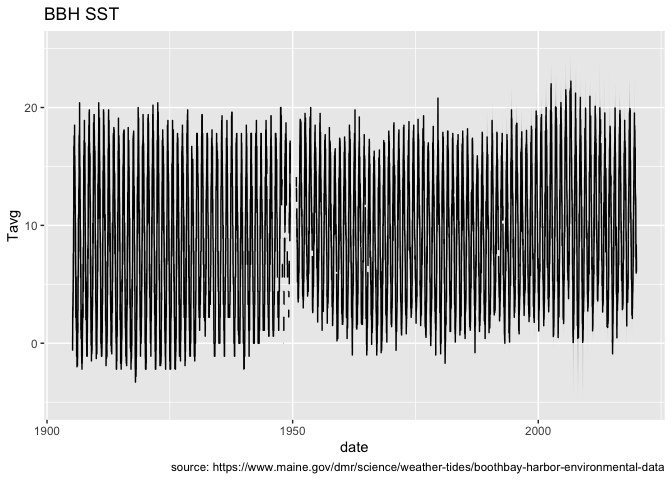 BBH SST
20
10
0
Tavg
1900
1950
2000
date
source: https://www.maine.gov/dmr/science/weather-tides/boothbay-harbor-environmental-data